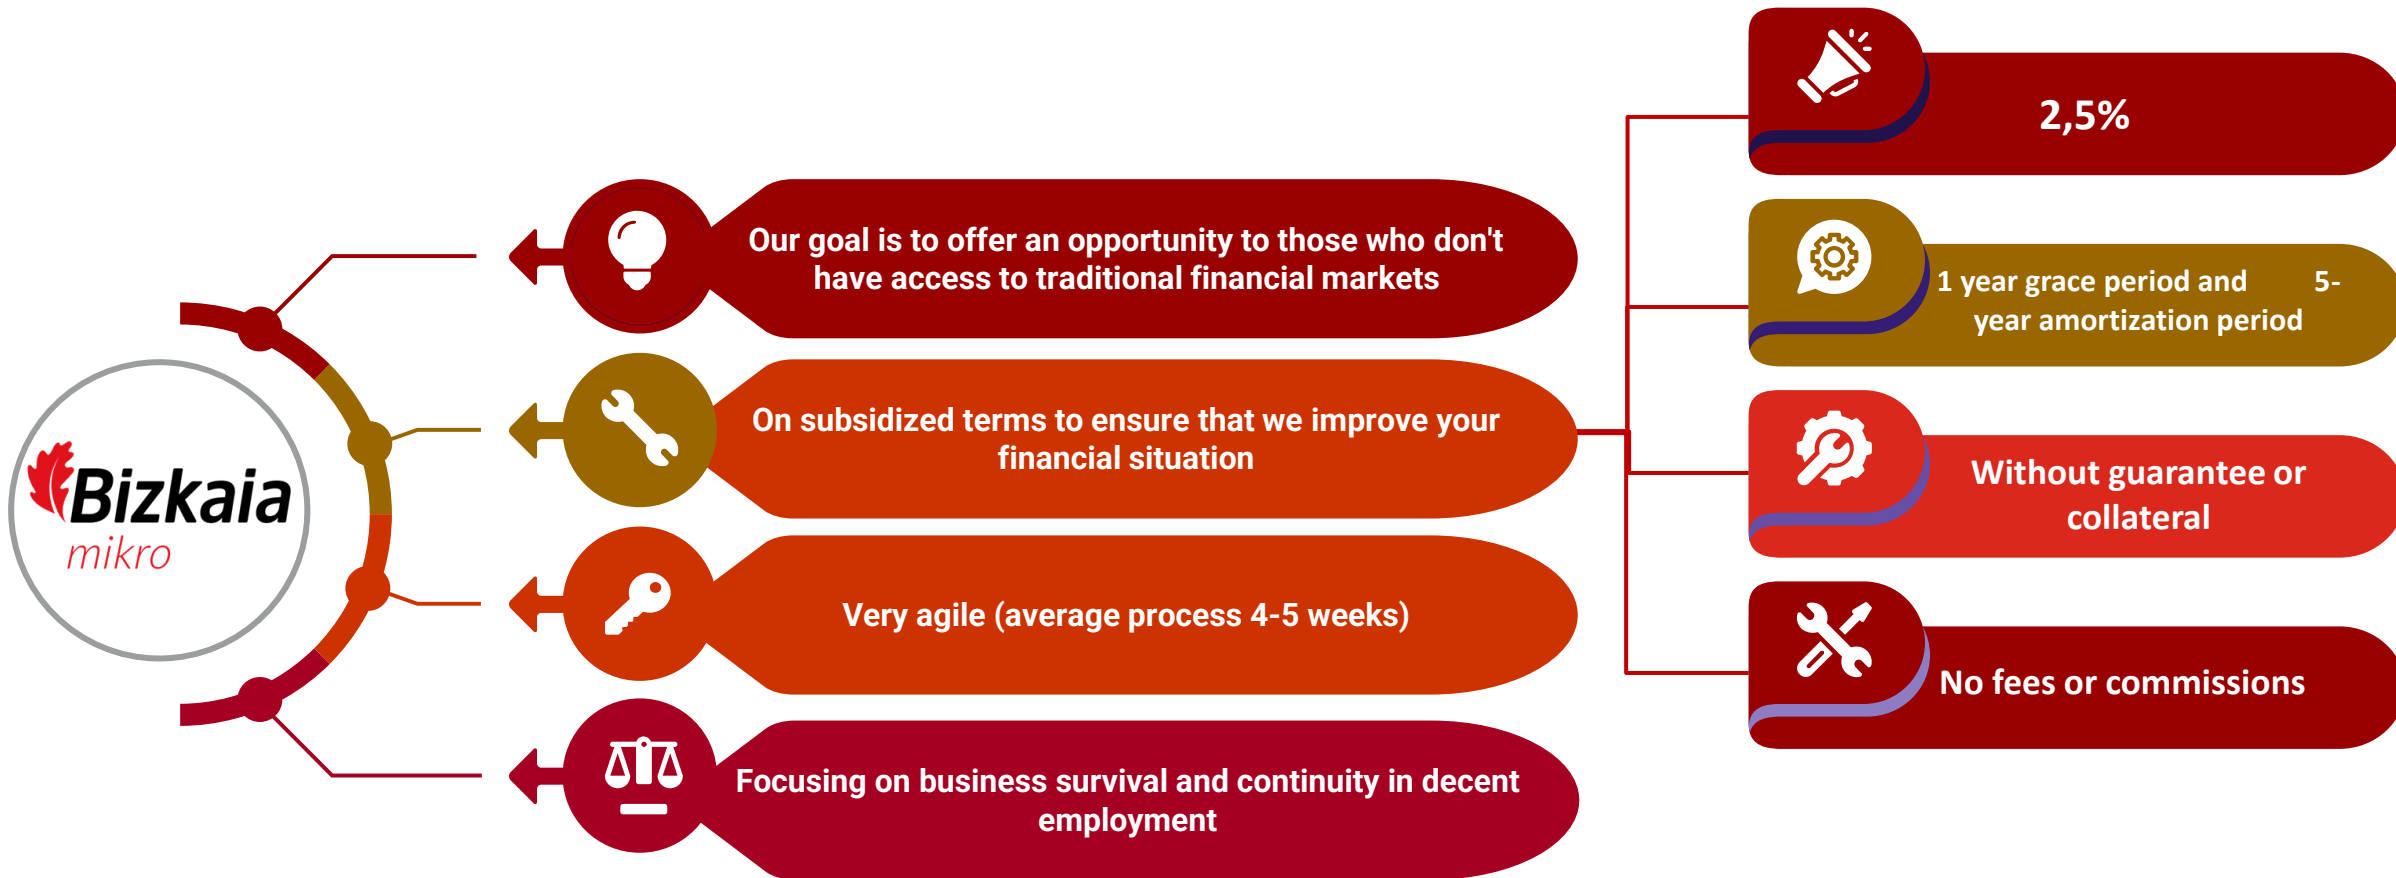 Bizkaia
mikro
Our goal is to offer an opportunity to those who don't
have access to traditional financial markets
On subsidized terms to ensure that we improve your
financial situation
Very agile (average process 4-5 weeks)
Focusing on business survival and continuity in decent
employment
2,5%
1 year grace period and 5-
year amortization period
Without guarantee or
collateral
No fees or commissions